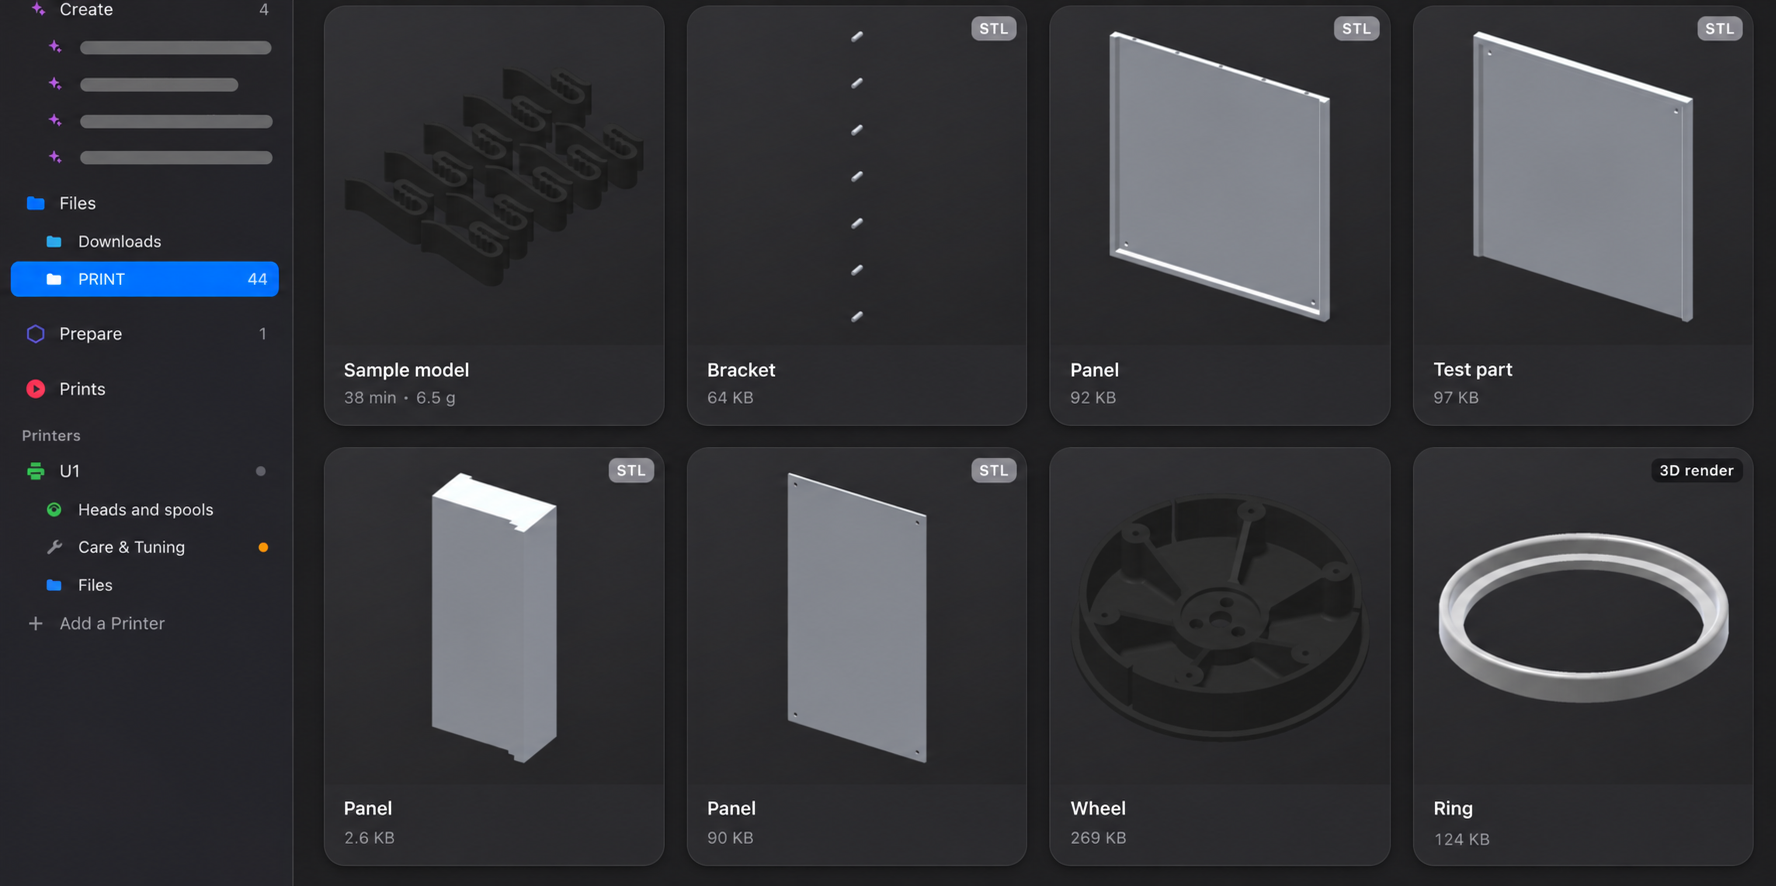 Create 4
Files
Downloads
PRINT 44
Prepare 1
Prints
Printers
U1
Heads and spools
Care & Tuning
Files
Add a Printer
Sample model
38 min • 6.5 g
STL
Bracket
64 KB
STL
Panel
92 KB
STL
Test part
97 KB
STL
Panel
2.6 KB
STL
Panel
90 KB
Wheel
269 KB
3D render
Ring
124 KB